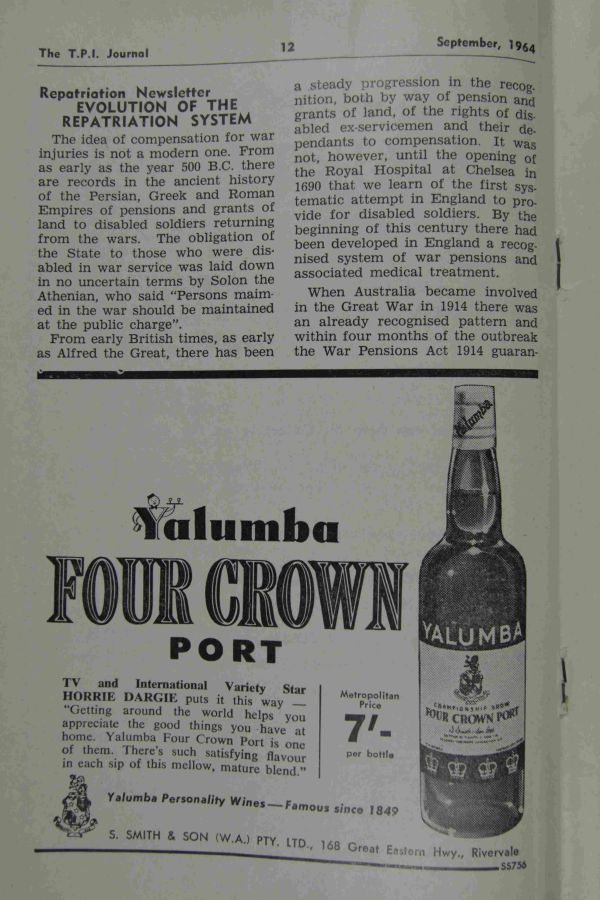 The T.P.I. Journal
12
September, 1964
Repatriation Newsletter
EVOLUTION OF THE
REPATRIATION SYSTEM
The idea of compensation for war
injuries is not a modern one. From
as early as the year 500 B.C. there
are records in the ancient history
of the Persian, Greek and Roman
Empires of pensions and grants of
land to disabled soldiers returning
from the wars. The obligation of
the State to those who were dis-
abled in war service was laid down
in no uncertain terms by Solon the
Athenian, who said "Persons maim-
ed in the war should be maintained
at the public charge".
From early British times, as early
as Alfred the Great, there has been
a steady progression in the recog-
nition, both by way of pension and
grants of land, of the rights of dis-
abled ex-servicemen and their de-
pendants to compensation. It was
not, however, until the opening of
the Royal Hospital at Chelsea in
1690 that we learn of the first sys-
tematic attempt in England to pro-
vide for disabled soldiers. By the
beginning of this century there had
been developed in England a recog-
nised system of war pensions and
associated medical treatment.
When Australia became involved
in the Great War in 1914 there was
an already recognised pattern and
within four months of the outbreak
the War Pensions Act 1914 guaran-
Yalumba
FOUR CROWN
PORT
TV and International Variety Star
HORRIE DARGIE puts it this way —
"Getting around the world helps you
appreciate the good things you have at
home. Yalumba Four Crown Port is one
of them. There's such satisfying flavour
in each sip of this mellow, mature blend."
Metropolitan
Price
7'-
per bottle
Yalumba
YALUMBA
CHAMPIONSHIP SHOW
FOUR CROWN PORT
Yalumba Personality Wines—Famous since 1849
S. SMITH & SON (W.A.) PTY. LTD., 168 Great Eastern Hwy., Rivervale
SS756